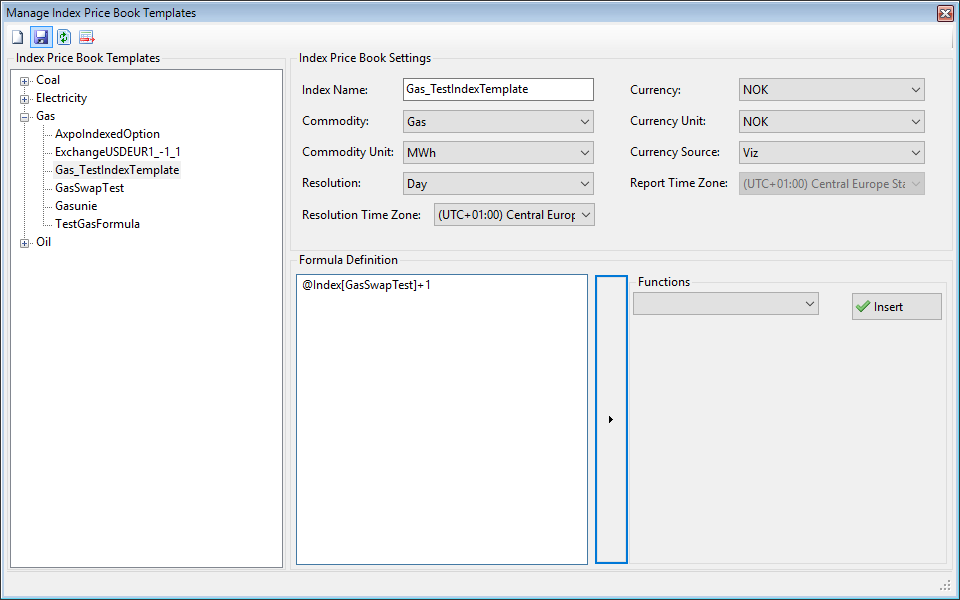 Manage Index Price Book Templates
Index Price Book Templates
Coal
Electricity
Gas
AxpoIndexedOption
ExchangeUSDEUR1_-1_1
Gas_TestIndexTemplate
GasSwapTest
Gasunie
TestGasFormula
Oil
Index Price Book Settings
Index Name: Gas_TestIndexTemplate
Commodity: Gas
Commodity Unit: MWh
Resolution: Day
Resolution Time Zone: (UTC+01:00) Central Europ
Currency: NOK
Currency Unit: NOK
Currency Source: Viz
Report Time Zone: (UTC+01:00) Central Europe Sta
Formula Definition
@Index[GasSwapTest]+1
Functions
Insert